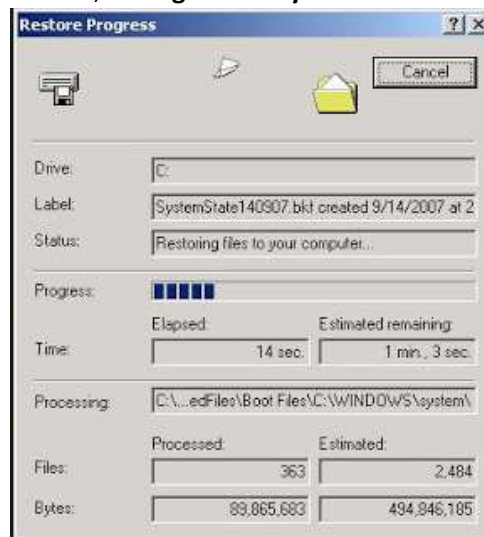 Restore Progress
Cancel
Drive: C:
Label: SystemState140907.bkf created 9/14/2007 at 2
Status: Restoring files to your computer...
Progress:
Elapsed: Estimated remaining:
Time: 14 sec. 1 min., 3 sec.
Processing: C:\...edFiles\Boot Files\C:\WINDOWS\system\
Processed: Estimated:
Files: 363 2,484
Bytes: 89,865,683 494,946,185